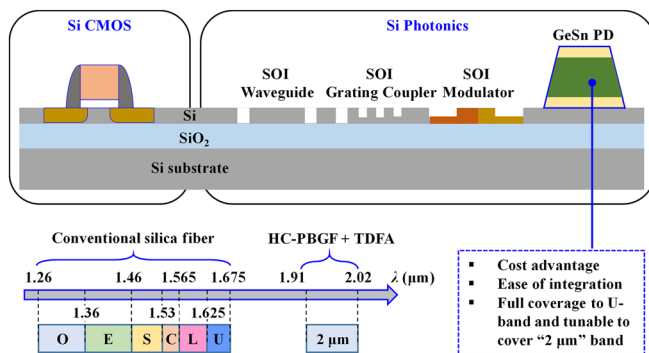 Si CMOS
Si Photonics
GeSn PD
SOI
Waveguide
SOI
Grating Coupler
SOI
Modulator
Si
SiO₂
Si substrate
Conventional silica fiber
HC-PBGF + TDFA
1.26
1.46
1.565
1.675
1.91
2.02
λ (μm)
1.36
1.53
1.625
O
E
S
C
L
U
2 μm
▪ Cost advantage
▪ Ease of integration
▪ Full coverage to U-
band and tunable to
cover “2 μm” band